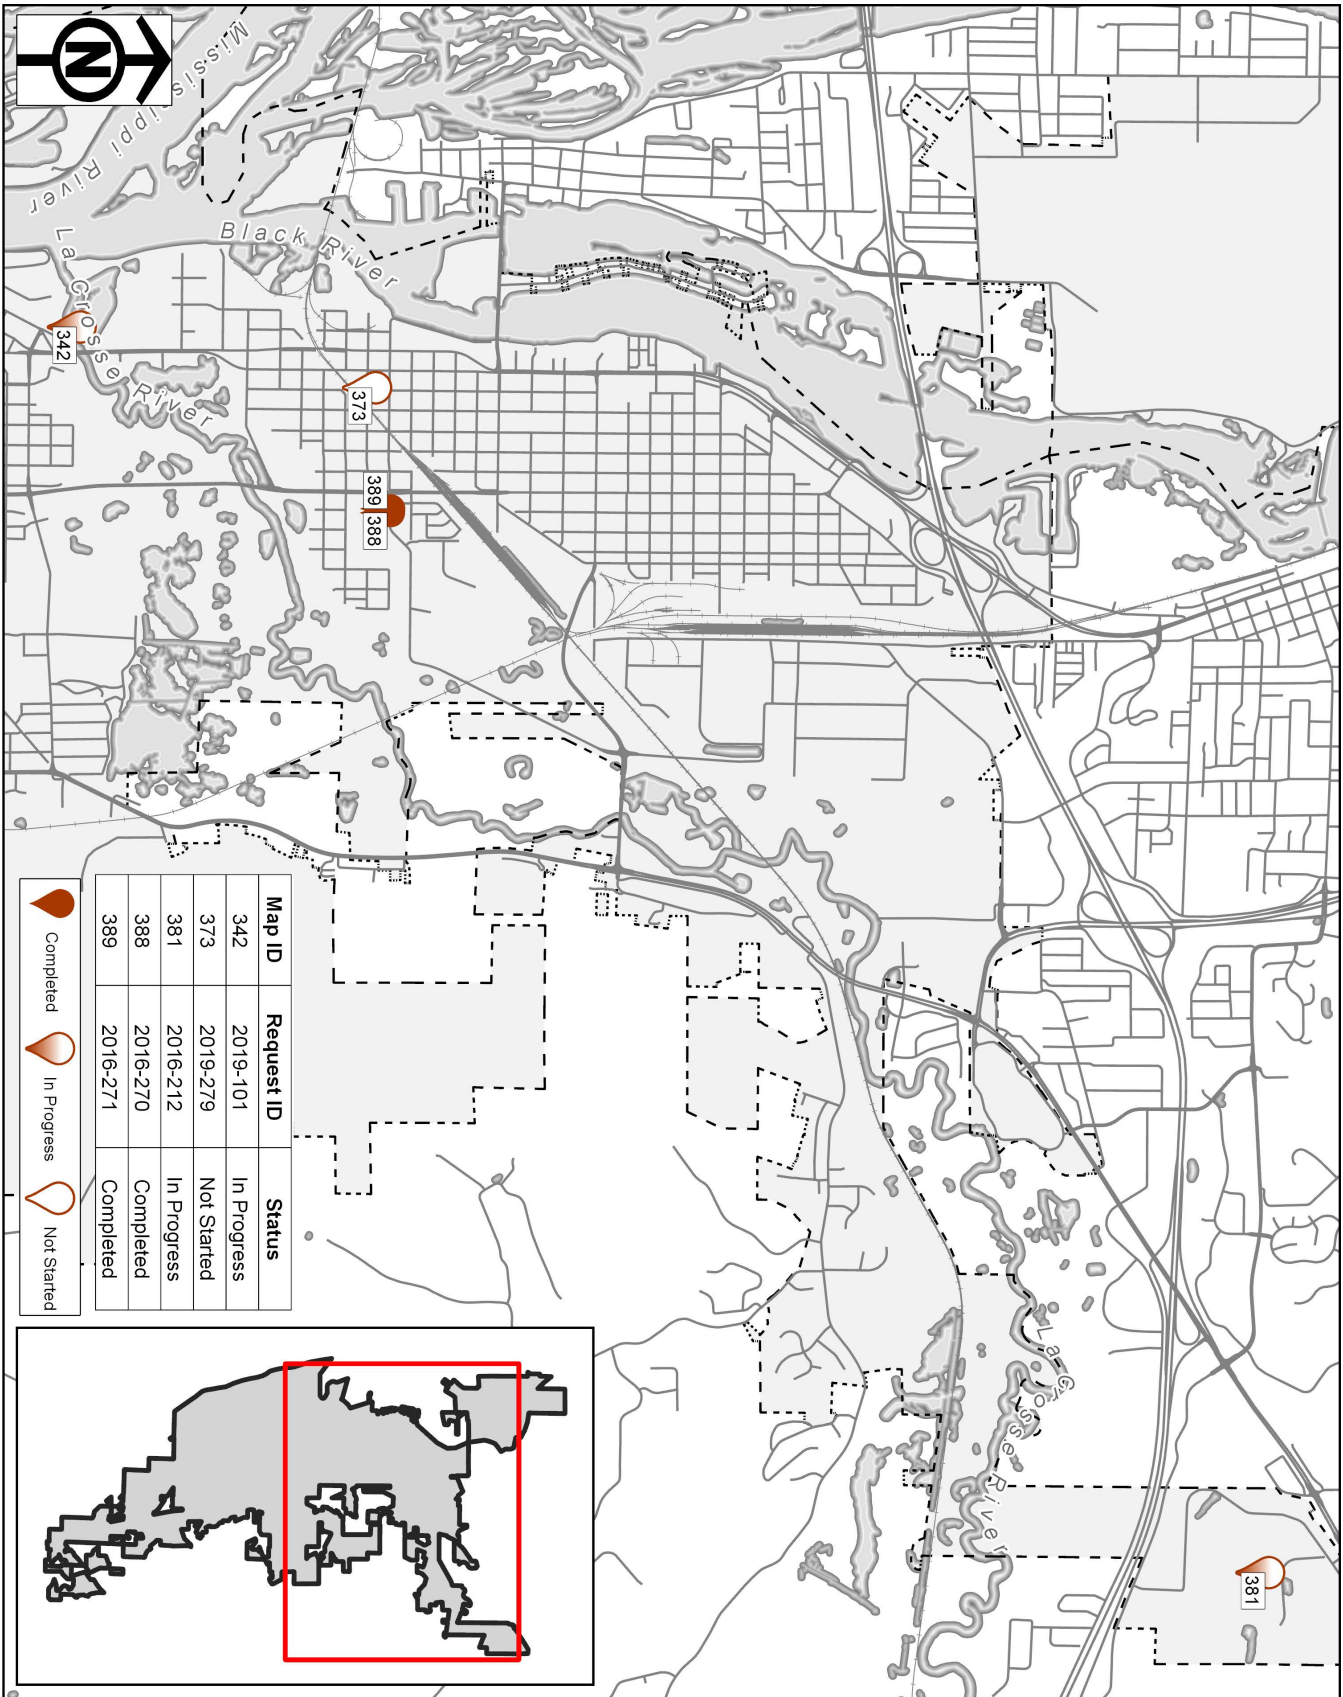 N
Mississippi River
Black River
La Crosse River
La Crosse River
342
373
389
388
381
Map ID Request ID Status
342 2019-101 In Progress
373 2019-279 Not Started
381 2016-212 In Progress
388 2016-270 Completed
389 2016-271 Completed
Completed
In Progress
Not Started